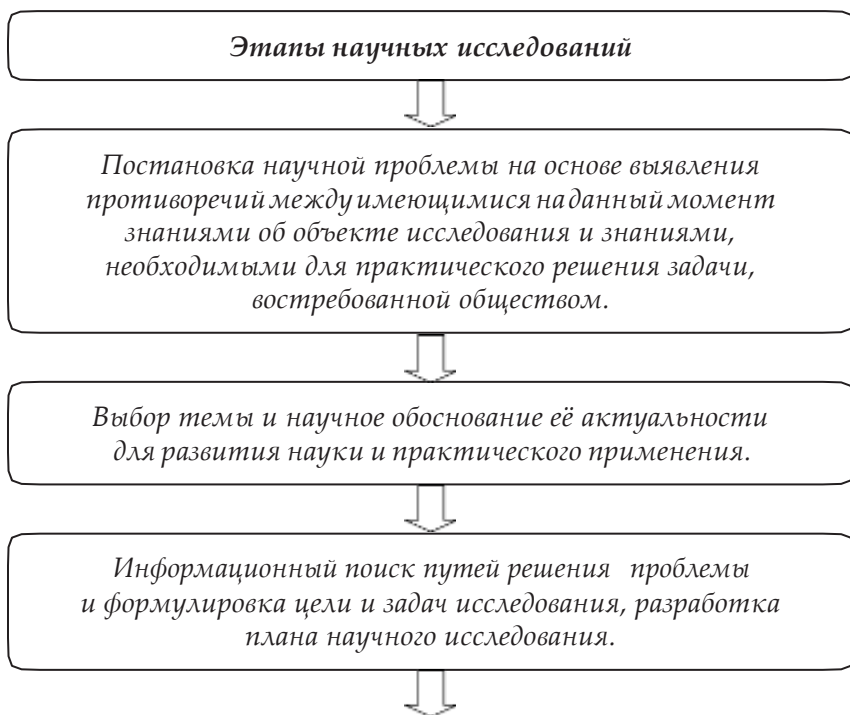 Этапы научных исследований
Постановка научной проблемы на основе выявления
противоречий между имеющимися на данный момент
знаниями об объекте исследования и знаниями,
необходимыми для практического решения задачи,
востребованной обществом.
Выбор темы и научное обоснование её актуальности
для развития науки и практического применения.
Информационный поиск путей решения проблемы
и формулировка цели и задач исследования, разработка
плана научного исследования.